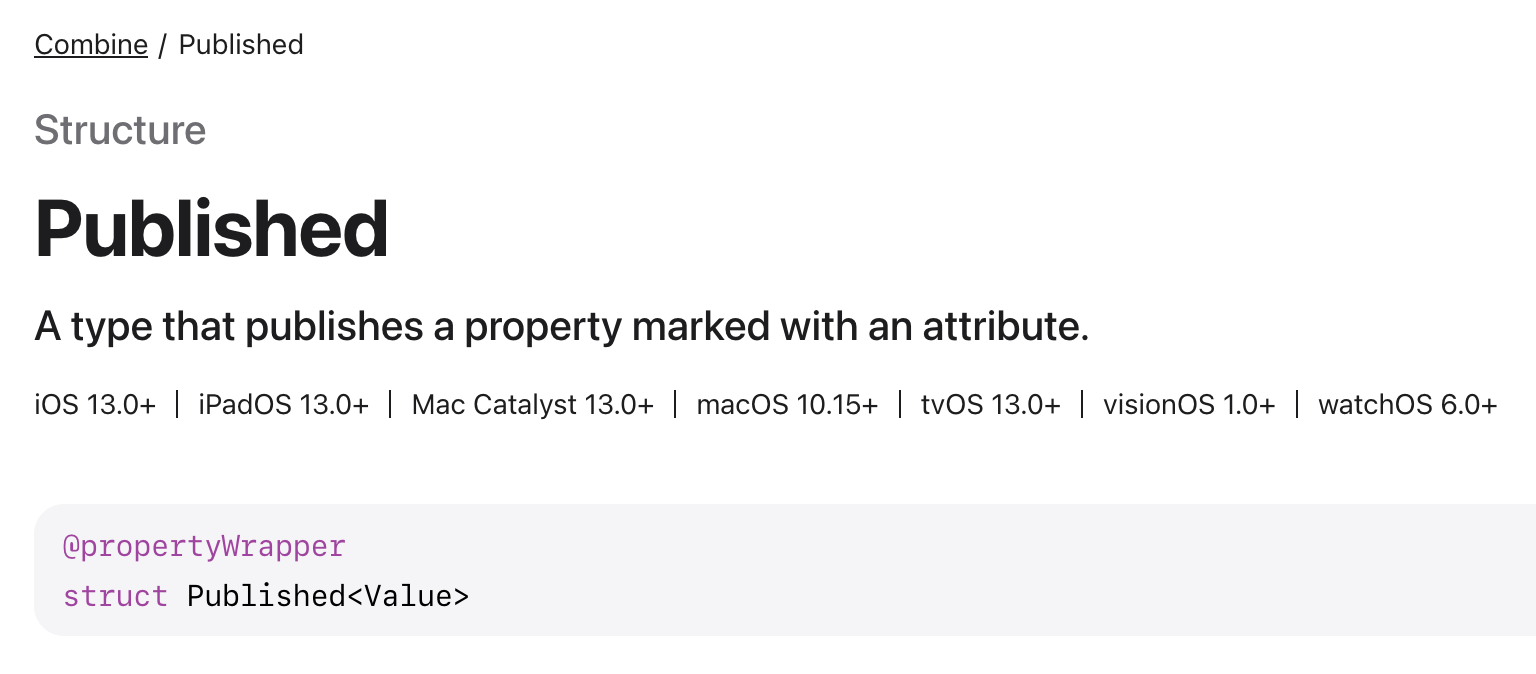 Combine / Published
Structure
Published
A type that publishes a property marked with an attribute.
iOS 13.0+ | iPadOS 13.0+ | Mac Catalyst 13.0+ | macOS 10.15+ | tvOS 13.0+ | visionOS 1.0+ | watchOS 6.0+
@propertyWrapper
struct Published<Value>